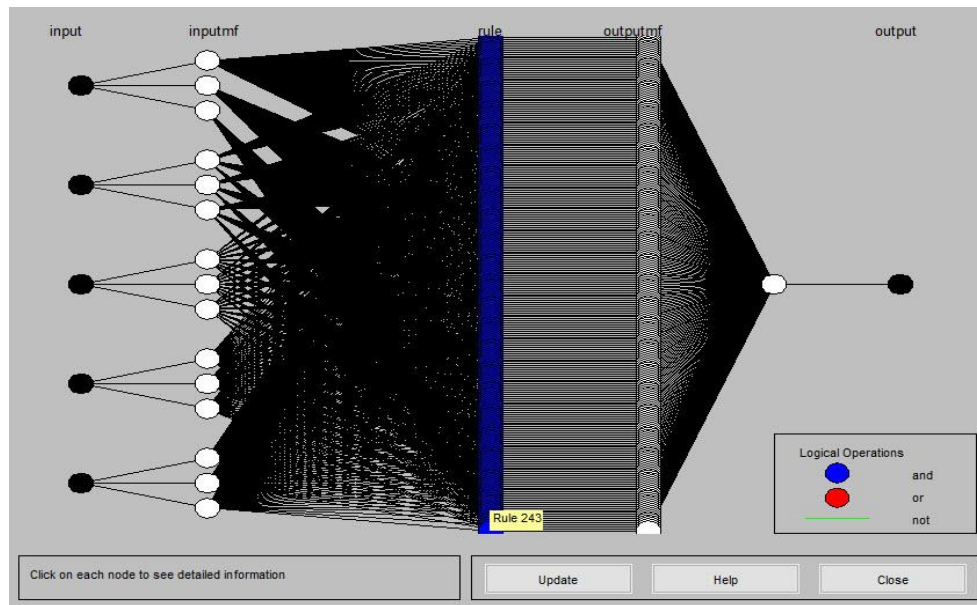 input
inputmf
rule
outputmf
output
Rule 243
Logical Operations
and
or
not
Click on each node to see detailed information
Update
Help
Close